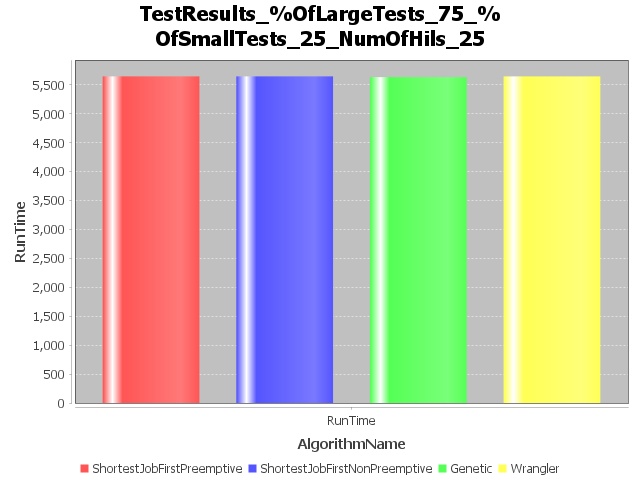 TestResults_%OfLargeTests_75_%
OfSmallTests_25_NumOfHils_25
RunTime
5,500
5,000
4,500
4,000
3,500
3,000
2,500
2,000
1,500
1,000
500
0
RunTime
AlgorithmName
ShortestJobFirstPreemptive ShortestJobFirstNonPreemptive Genetic Wrangler